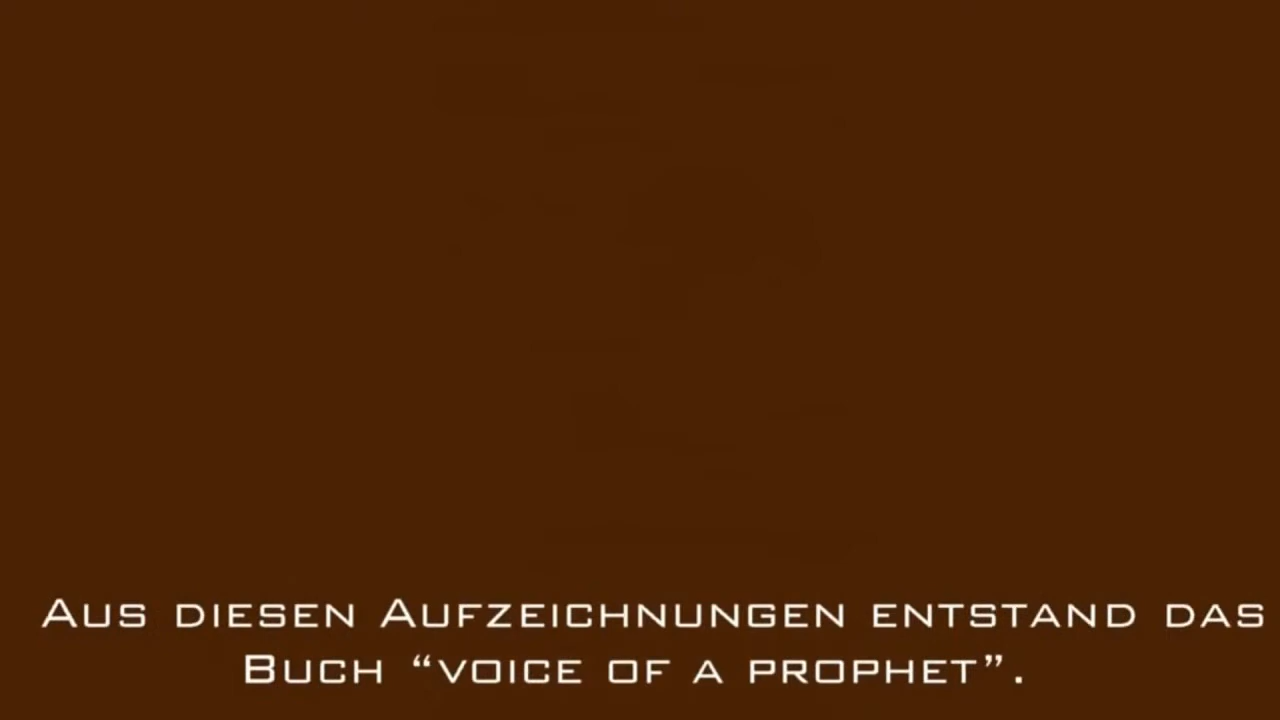 Aus diesen Aufzeichnungen entstand das
Buch “voice of a prophet”.